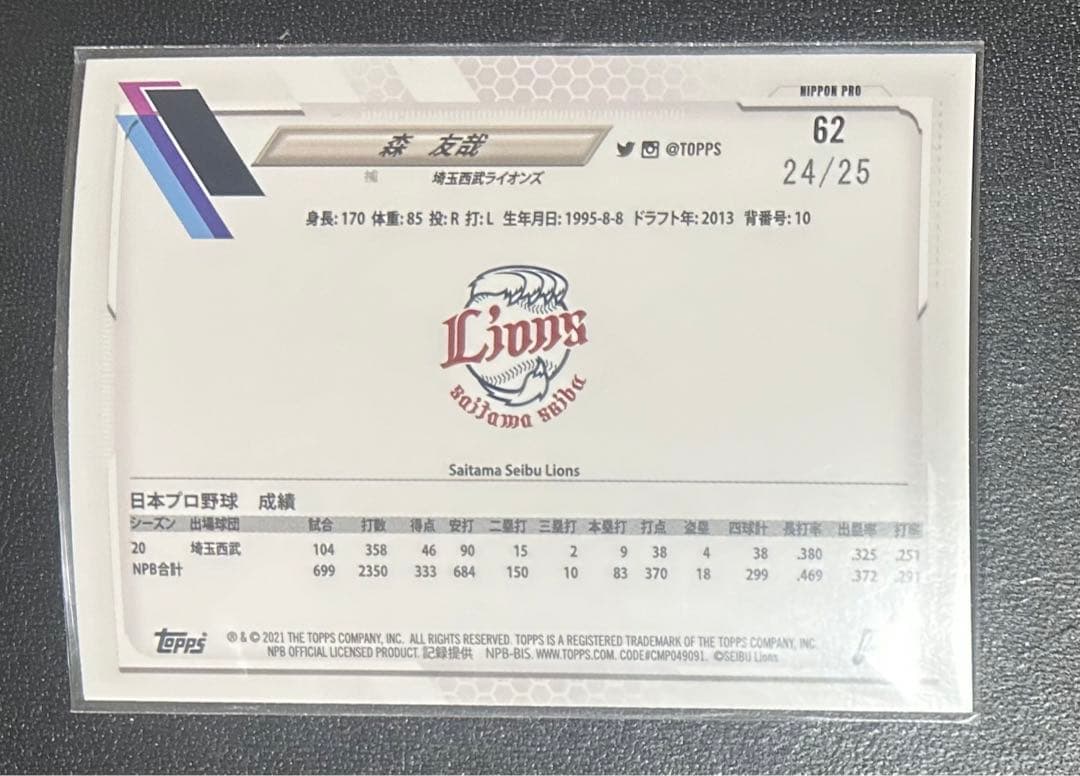 NIPPON PRO
62
森 友哉
@TOPPS
24/25
捕 埼玉西武ライオンズ
身長: 170 体重: 85 投: R 打: L 生年月日: 1995-8-8 ドラフト年: 2013 背番号: 10
Lions
Saitama Seibu
Saitama Seibu Lions
日本プロ野球 成績
シーズン 出場球団 試合 打数 得点 安打 二塁打 三塁打 本塁打 打点 盗塁 四球計 長打率 出塁率 打率
20 埼玉西武 104 358 46 90 15 2 9 38 4 38 .380 .325 .251
NPB合計 699 2350 333 684 150 10 83 370 18 299 .469 .372 .291
Topps
® & © 2021 THE TOPPS COMPANY, INC. ALL RIGHTS RESERVED. TOPPS IS A REGISTERED TRADEMARK OF THE TOPPS COMPANY, INC.
NPB OFFICIAL LICENSED PRODUCT. 記録提供 NPB-BIS. WWW.TOPPS.COM. CODE#CMP049091. ©SEIBU Lions